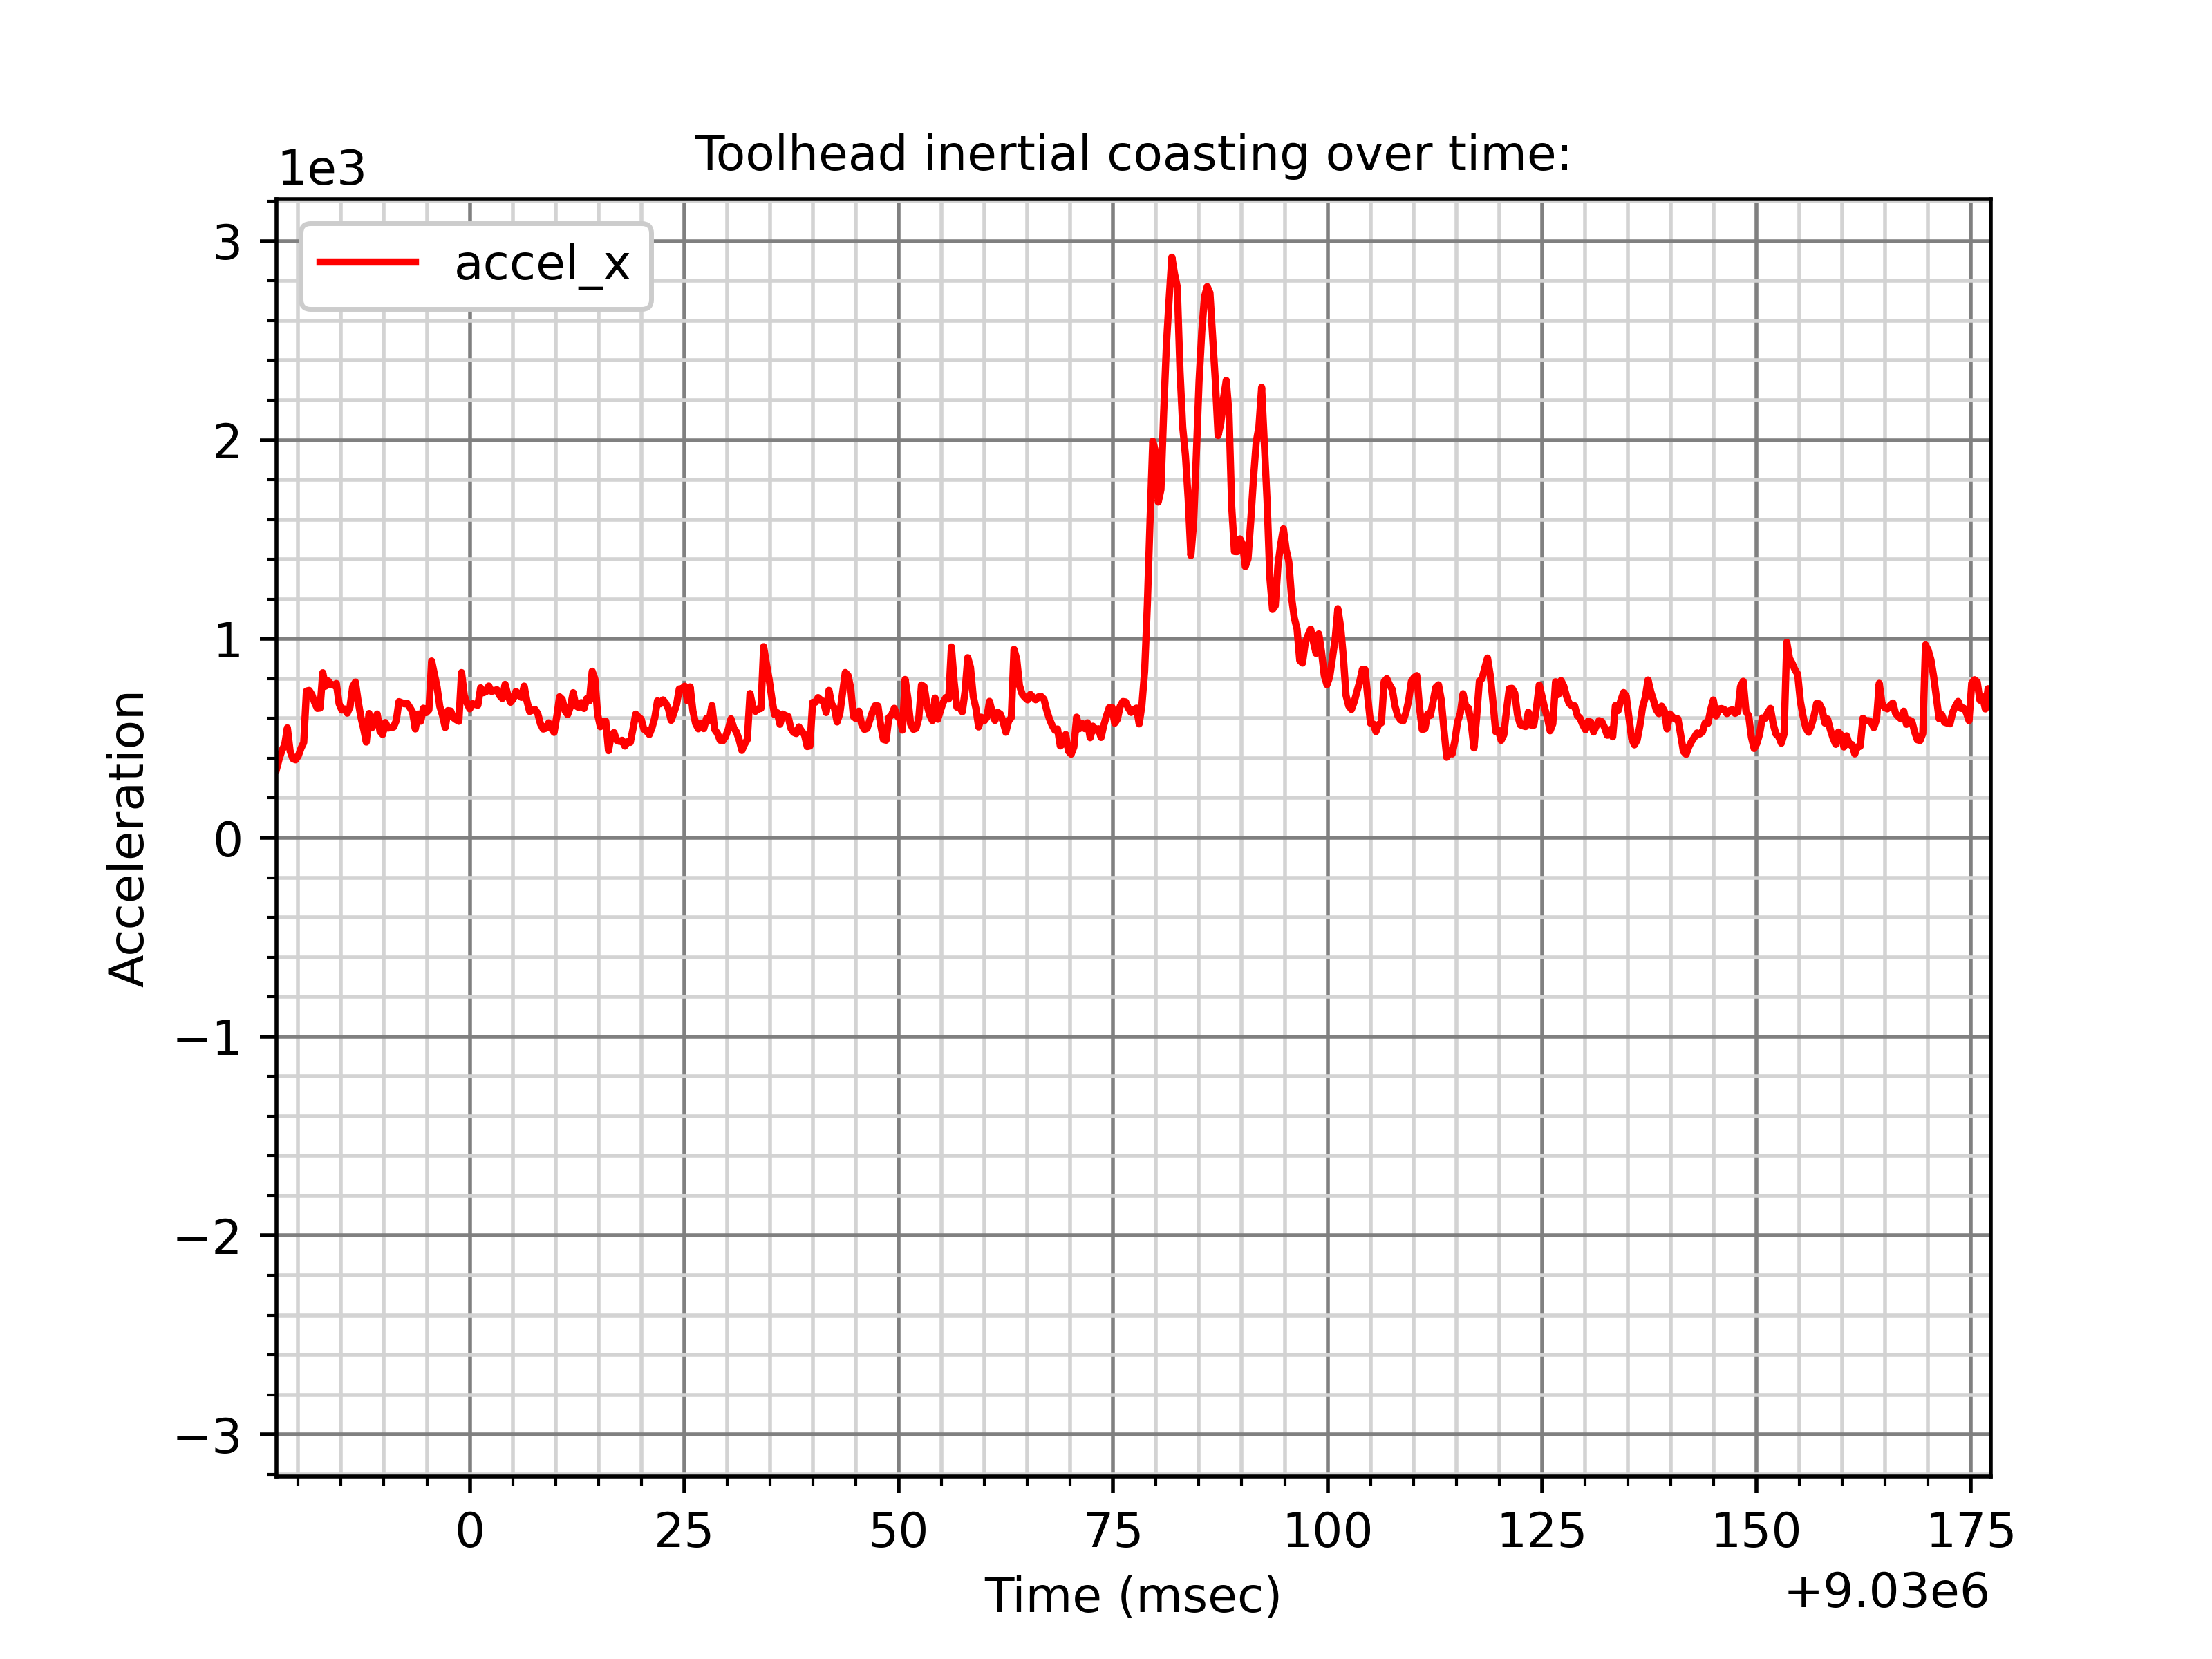 Toolhead inertial coasting over time:
1e3
accel_x
3
2
1
0
−1
−2
−3
Acceleration
0 25 50 75 100 125 150 175
Time (msec)
+9.03e6